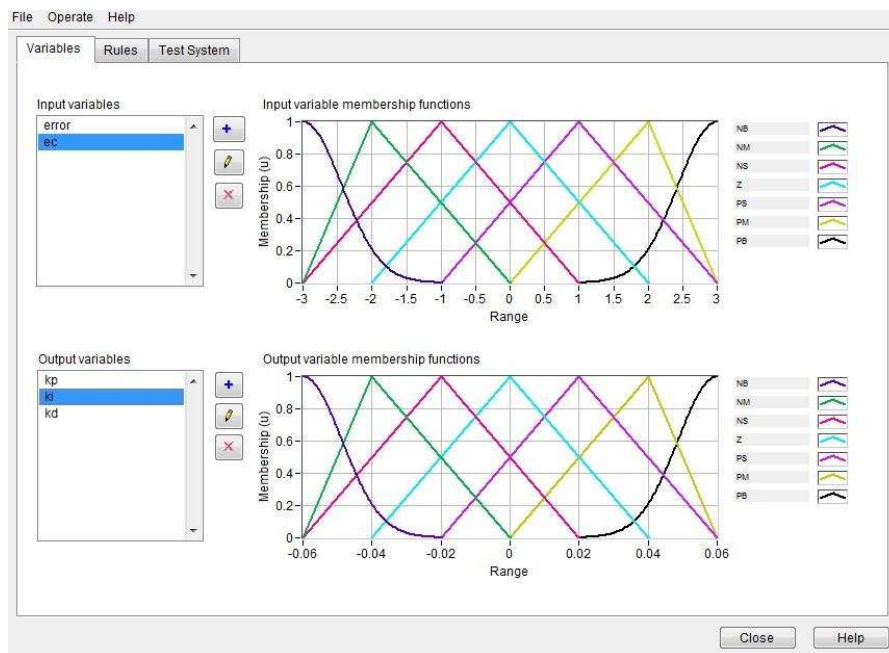 File Operate Help
Variables Rules Test System
Input variables
error
ec
Input variable membership functions
Membership (u)
1
0.8
0.6
0.4
0.2
0
-3 -2.5 -2 -1.5 -1 -0.5 0 0.5 1 1.5 2 2.5 3
Range
NB
NM
NS
Z
PS
PM
PB
Output variables
kp
ki
kd
Output variable membership functions
Membership (u)
1
0.8
0.6
0.4
0.2
0
-0.06 -0.04 -0.02 0 0.02 0.04 0.06
Range
NB
NM
NS
Z
PS
PM
PB
Close Help